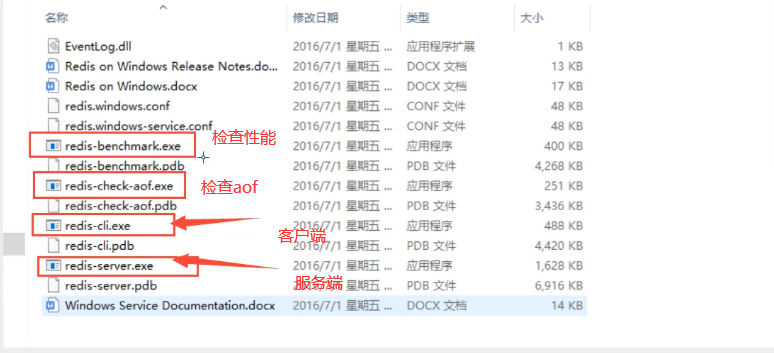 名称 修改日期 类型 大小
EventLog.dll 2016/7/1 星期五 ... 应用程序扩展 1 KB
Redis on Windows Release Notes.do... 2016/7/1 星期五 ... DOCX 文档 13 KB
Redis on Windows.docx 2016/7/1 星期五 ... DOCX 文档 17 KB
redis.windows.conf 2016/7/1 星期五 ... CONF 文件 48 KB
redis.windows-service.conf 2016/7/1 星期五 ... CONF 文件 48 KB
redis-benchmark.exe 检查性能 2016/7/1 星期五 ... 应用程序 400 KB
redis-benchmark.pdb 2016/7/1 星期五 ... PDB 文件 4,268 KB
redis-check-aof.exe 检查aof 2016/7/1 星期五 ... 应用程序 251 KB
redis-check-aof.pdb 2016/7/1 星期五 ... PDB 文件 3,436 KB
redis-cli.exe 客户端 2016/7/1 星期五 ... 应用程序 488 KB
redis-cli.pdb 2016/7/1 星期五 ... PDB 文件 4,420 KB
redis-server.exe 服务端 2016/7/1 星期五 ... 应用程序 1,628 KB
redis-server.pdb 2016/7/1 星期五 ... PDB 文件 6,916 KB
Windows Service Documentation.docx 2016/7/1 星期五 ... DOCX 文档 14 KB